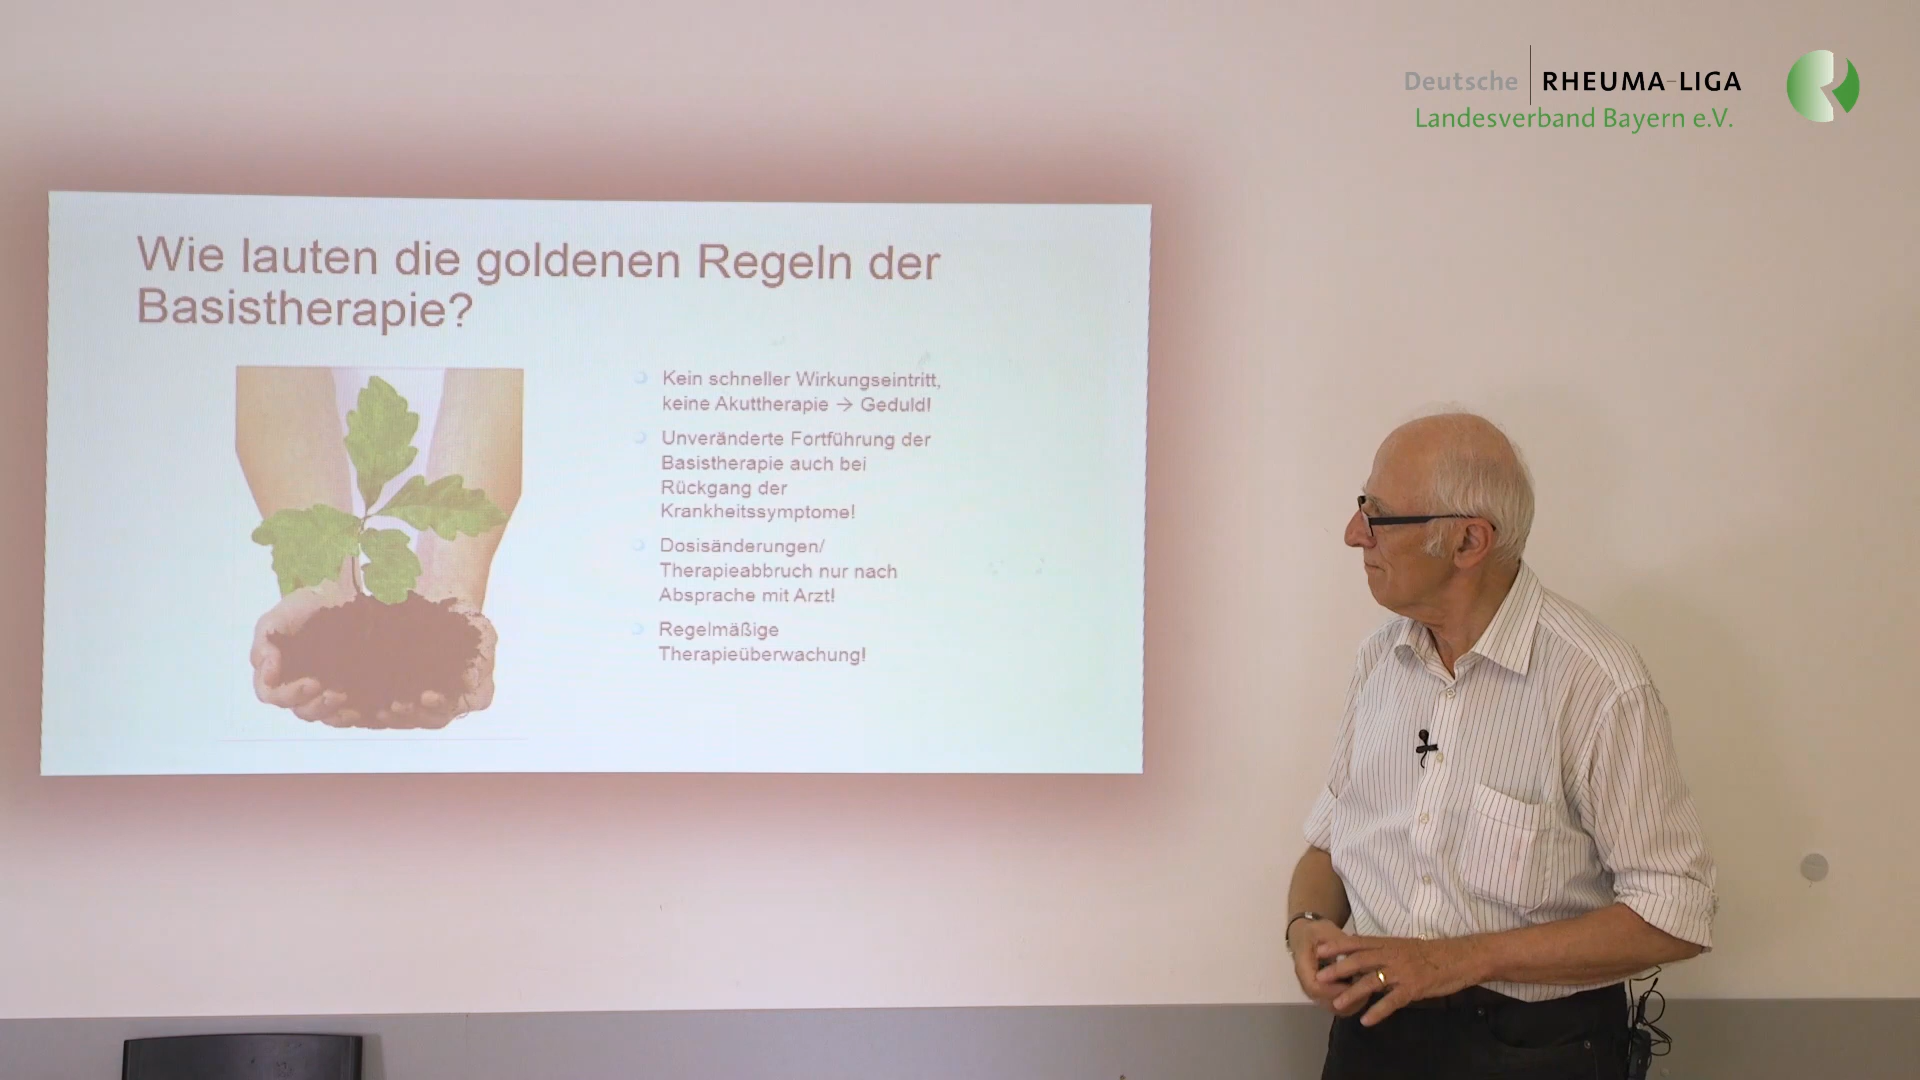 Deutsche RHEUMA-LIGA
Landesverband Bayern e.V.
Wie lauten die goldenen Regeln der
Basistherapie?
Kein schneller Wirkungseintritt,
keine Akuttherapie → Geduld!
Unveränderte Fortführung der
Basistherapie auch bei
Rückgang der
Krankheitssymptome!
Dosisänderungen/
Therapieabbruch nur nach
Absprache mit Arzt!
Regelmäßige
Therapieüberwachung!